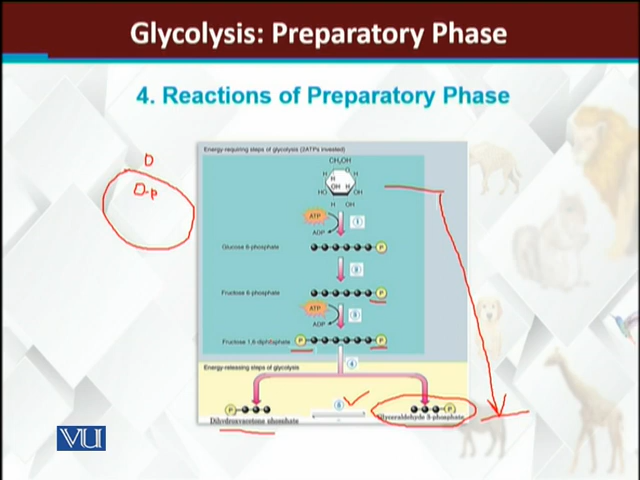 Glycolysis: Preparatory Phase
4. Reactions of Preparatory Phase
Energy-requiring steps of glycolysis (2ATPs invested)
CH₂OH
H O H
H
HO OH H OH
H OH
ATP
ADP
1
Glucose 6-phosphate
P
2
Fructose 6-phosphate
P
ATP
ADP
3
Fructose 1,6-diphosphate
P P
Energy-releasing steps of glycolysis
4
P
5
P
Dihydroxyacetone phosphate
Glyceraldehyde 3-phosphate
VU